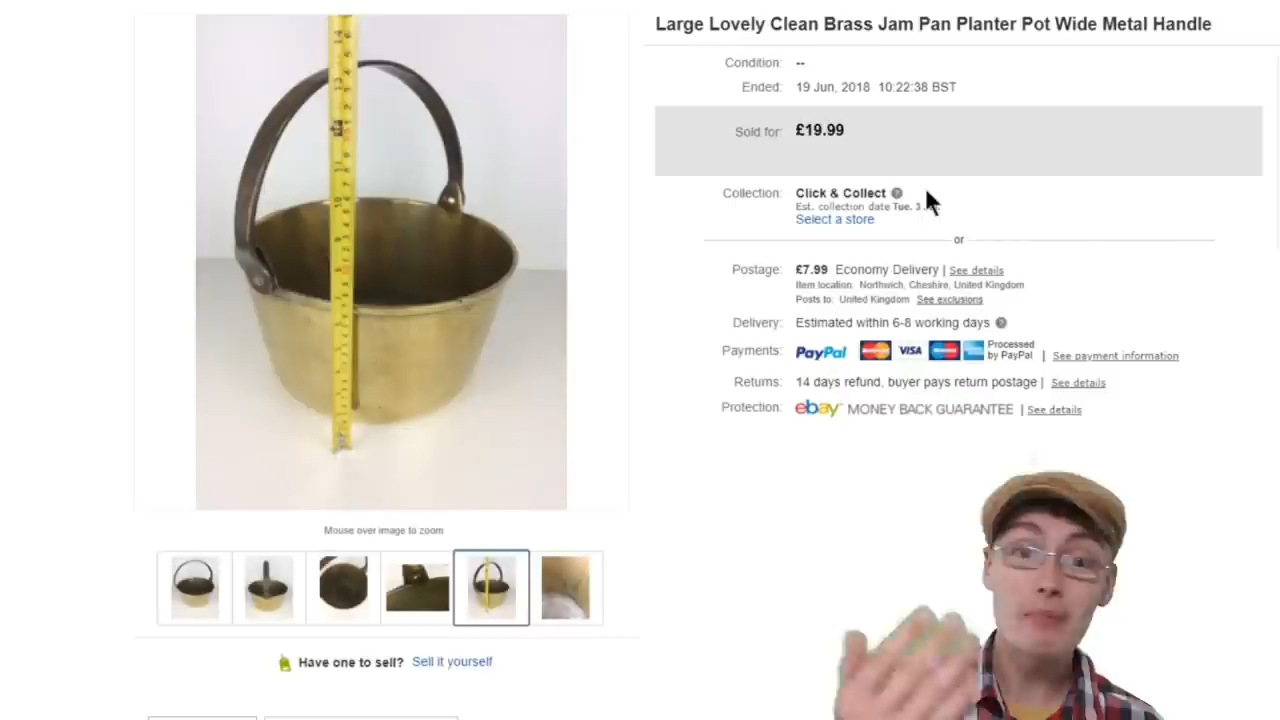 Large Lovely Clean Brass Jam Pan Planter Pot Wide Metal Handle
Condition: --
Ended: 19 Jun, 2018 10:22:38 BST
Sold for: £19.99
Collection: Click & Collect
Est. collection date Tue. 3
Select a store
or
Postage: £7.99 Economy Delivery | See details
Item location: Northwich, Cheshire, United Kingdom
Posts to: United Kingdom See exclusions
Delivery: Estimated within 6-8 working days
Payments: PayPal MasterCard VISA Processed by PayPal | See payment information
Returns: 14 days refund, buyer pays return postage | See details
Protection: ebay MONEY BACK GUARANTEE | See details
Mouse over image to zoom
Have one to sell? Sell it yourself